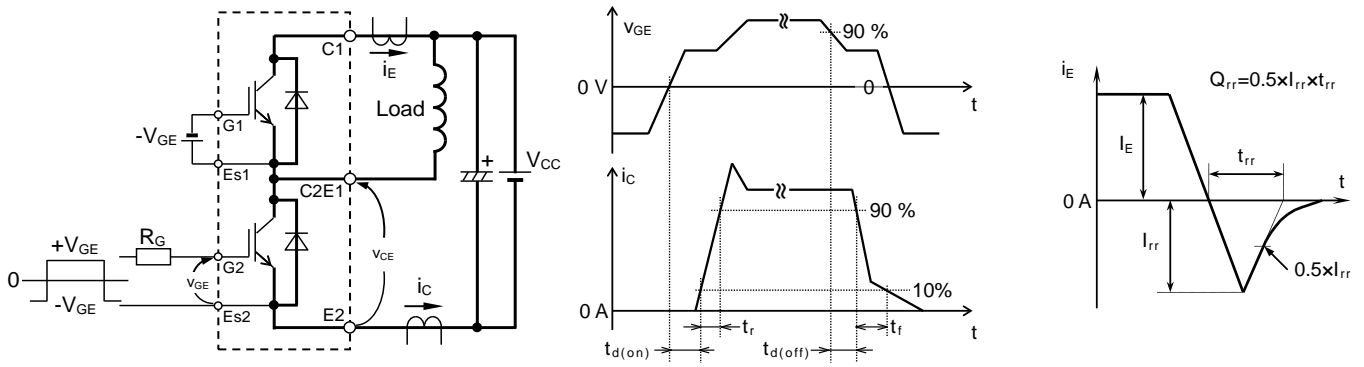 C1
iE
Load
G1
-VGE
Es1
C2E1
+
VCC
+VGE
RG
G2
0
vGE
vCE
-VGE
Es2
iC
E2
vGE
90 %
0 V
0
t
iC
90 %
10%
0 A
tr
tf
t
td(on)
td(off)
iE
Qrr=0.5×Irr×trr
IE
trr
t
0 A
Irr
0.5×Irr